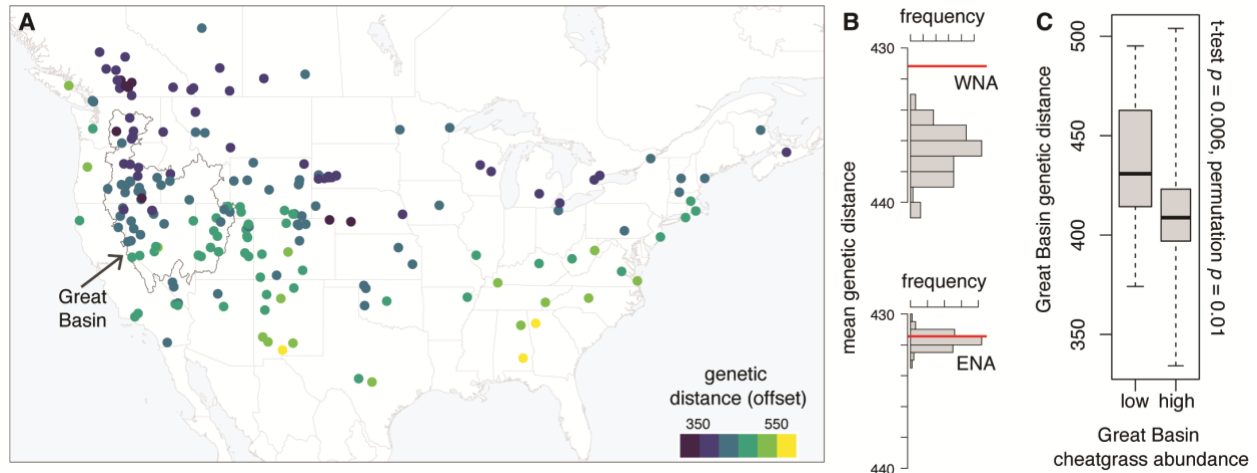 A
Great
Basin
genetic
distance (offset)
350 550
B
frequency
430
WNA
440
mean genetic distance
frequency
430
ENA
440
C
500
450
400
350
Great Basin genetic distance
t-test p = 0.006, permutation p = 0.01
low high
Great Basin
cheatgrass abundance